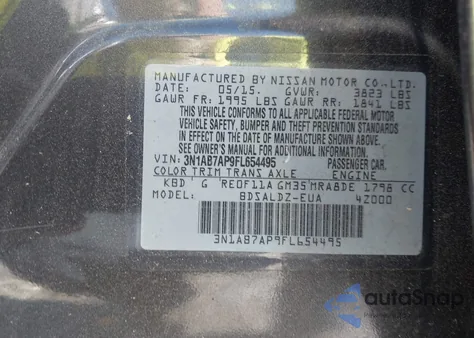 MANUFACTURED BY NISSAN MOTOR CO.,LTD.
DATE: 05/15. GVWR: 3823 LBS
GAWR FR: 1995 LBS GAWR RR: 1841 LBS
THIS VEHICLE CONFORMS TO ALL APPLICABLE FEDERAL MOTOR
VEHICLE SAFETY, BUMPER AND THEFT PREVENTION STANDARDS
IN EFFECT ON THE DATE OF MANUFACTURE SHOWN ABOVE.
SEE OWNER'S MANUAL FOR ADDITIONAL INFORMATION
VIN: 3N1AB7AP9FL654495 PASSENGER CAR.
COLOR TRIM TRANS AXLE ENGINE
KBD G RE0F11A GM35 MRA8DE 1798 CC
BDSALDZ-EUA 42000
3N1AB7AP9FL654495
autoSnap